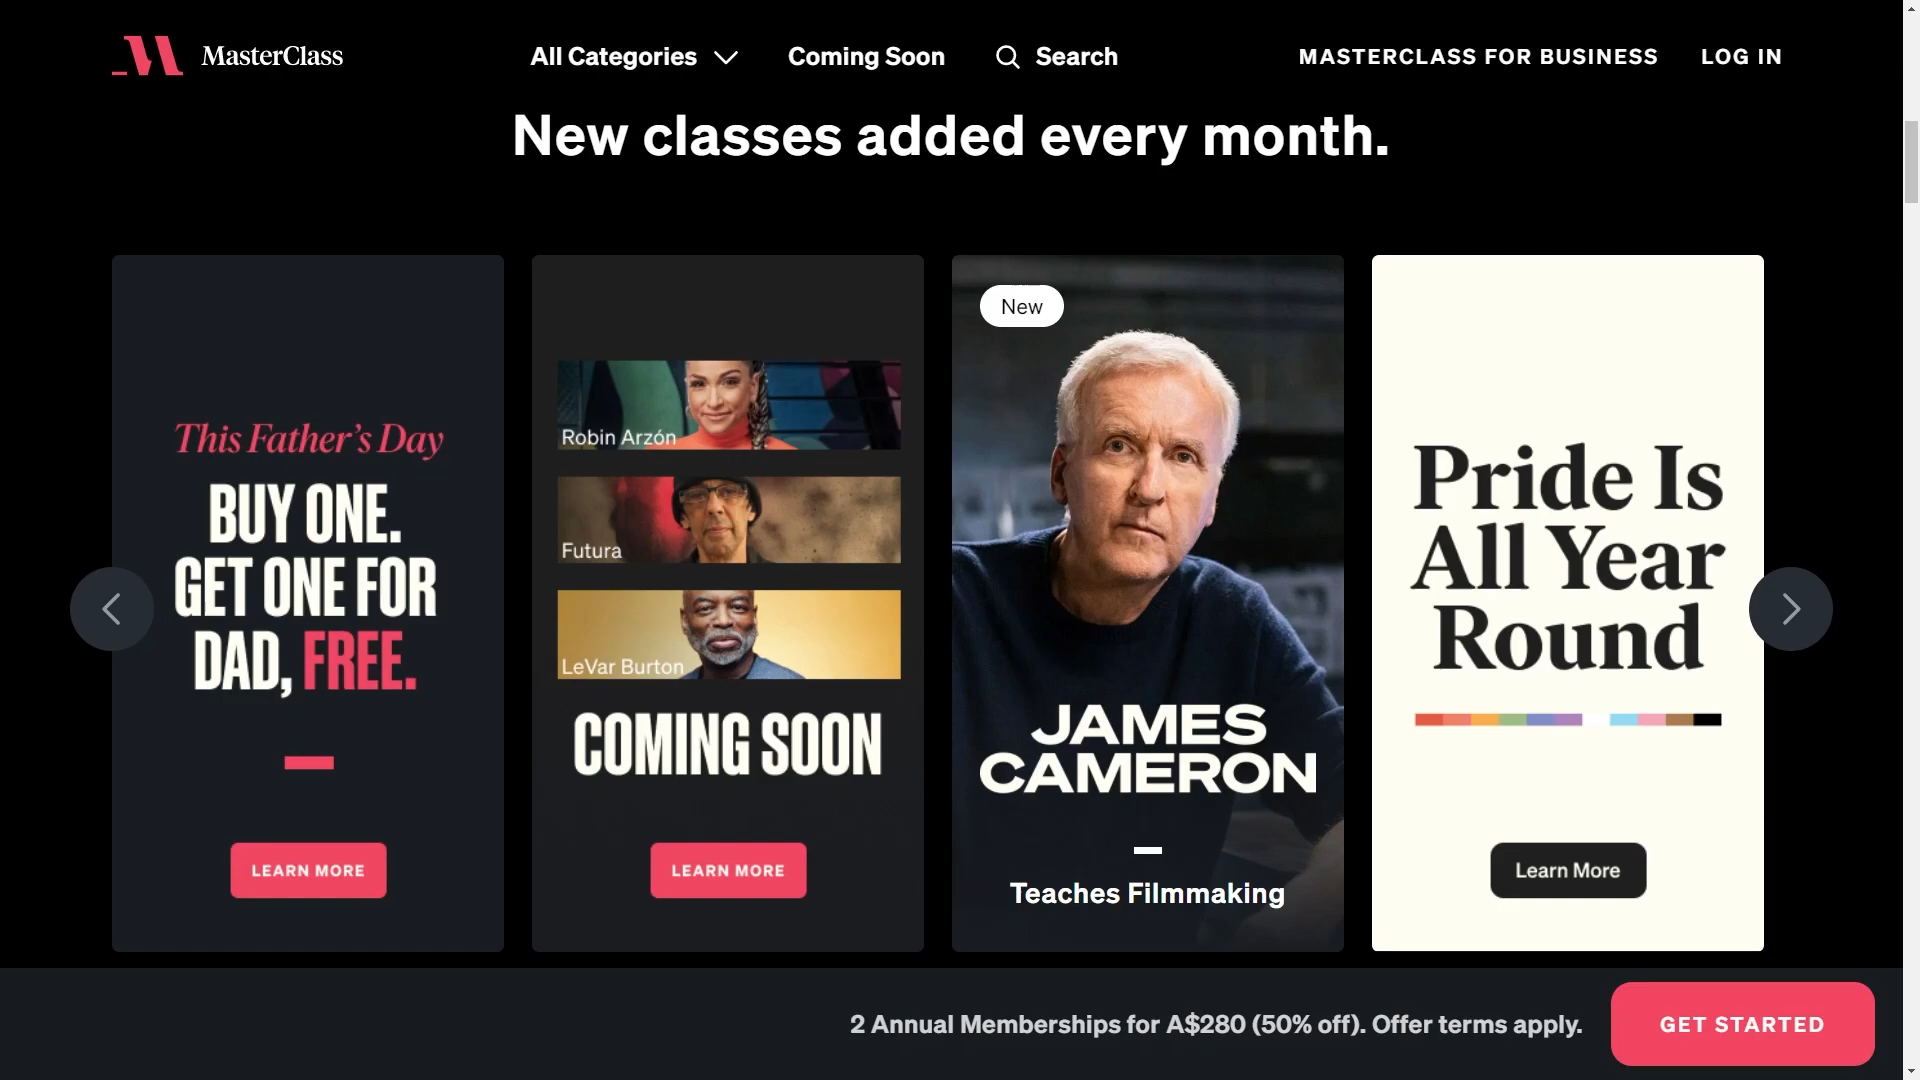 MasterClass
All Categories
Coming Soon
Search
MASTERCLASS FOR BUSINESS
LOG IN
New classes added every month.
This Father's Day
BUY ONE.
GET ONE FOR
DAD, FREE.
LEARN MORE
Robin Arzón
Futura
LeVar Burton
COMING SOON
LEARN MORE
New
JAMES
CAMERON
Teaches Filmmaking
Pride Is
All Year
Round
Learn More
2 Annual Memberships for A$280 (50% off). Offer terms apply.
GET STARTED